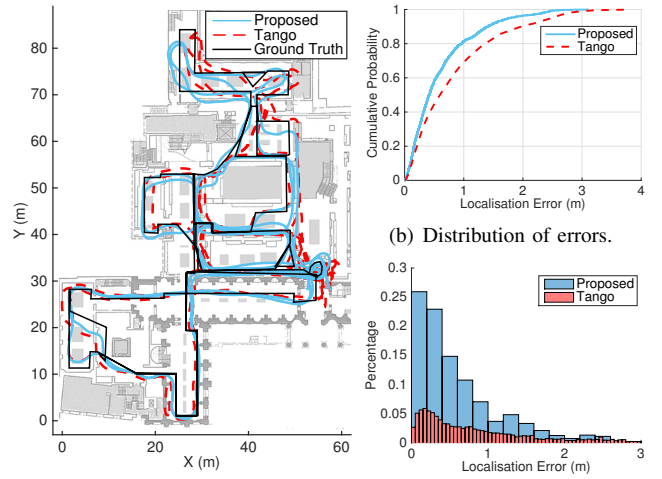 Proposed
Tango
Ground Truth
80
70
60
50
40
30
20
10
0
Y (m)
0 20 40 60
X (m)
1
0.8
0.6
0.4
0.2
0
Cumulative Probability
Proposed
Tango
0 1 2 3 4
Localisation Error (m)
(b) Distribution of errors.
0.3
0.25
0.2
0.15
0.1
0.05
0
Percentage
Proposed
Tango
0 1 2 3
Localisation Error (m)